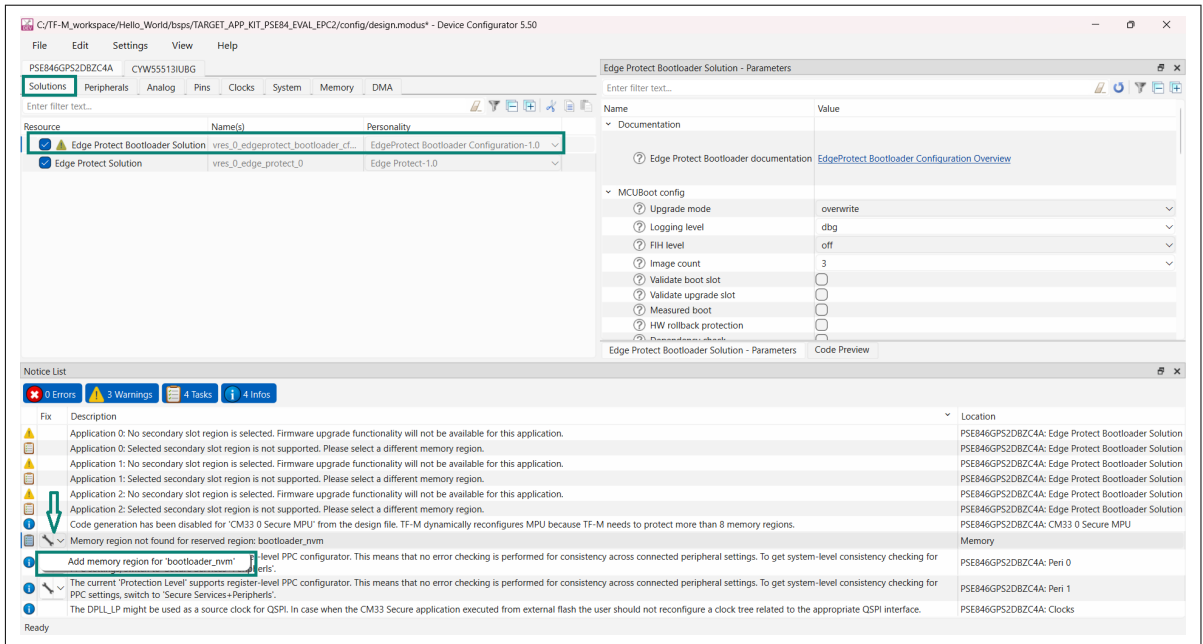 C:/TF-M_workspace/Hello_World/bsps/TARGET_APP_KIT_PSE84_EVAL_EPC2/config/design.modus* - Device Configurator 5.50
File Edit Settings View Help
PSE846GPS2DBZC4A CYW55513IUBG
Solutions Peripherals Analog Pins Clocks System Memory DMA
Enter filter text...
Resource Name(s) Personality
Edge Protect Bootloader Solution vres_0_edgeprotect_bootloader_cf... EdgeProtect Bootloader Configuration-1.0
Edge Protect Solution vres_0_edge_protect_0 Edge Protect-1.0
Edge Protect Bootloader Solution - Parameters
Enter filter text...
Name Value
Documentation
Edge Protect Bootloader documentation EdgeProtect Bootloader Configuration Overview
MCUBoot config
Upgrade mode overwrite
Logging level dbg
FIH level off
Image count 3
Validate boot slot
Validate upgrade slot
Measured boot
HW rollback protection
Dependency check
Edge Protect Bootloader Solution - Parameters Code Preview
Notice List
0 Errors 3 Warnings 4 Tasks 4 Infos
Fix Description Location
Application 0: No secondary slot region is selected. Firmware upgrade functionality will not be available for this application. PSE846GPS2DBZC4A: Edge Protect Bootloader Solution
Application 0: Selected secondary slot region is not supported. Please select a different memory region. PSE846GPS2DBZC4A: Edge Protect Bootloader Solution
Application 1: No secondary slot region is selected. Firmware upgrade functionality will not be available for this application. PSE846GPS2DBZC4A: Edge Protect Bootloader Solution
Application 1: Selected secondary slot region is not supported. Please select a different memory region. PSE846GPS2DBZC4A: Edge Protect Bootloader Solution
Application 2: No secondary slot region is selected. Firmware upgrade functionality will not be available for this application. PSE846GPS2DBZC4A: Edge Protect Bootloader Solution
Application 2: Selected secondary slot region is not supported. Please select a different memory region. PSE846GPS2DBZC4A: Edge Protect Bootloader Solution
Code generation has been disabled for 'CM33 0 Secure MPU' from the design file. TF-M dynamically reconfigures MPU because TF-M needs to protect more than 8 memory regions. PSE846GPS2DBZC4A: CM33 0 Secure MPU
Memory region not found for reserved region: bootloader_nvm Memory
Add memory region for 'bootloader_nvm'
-level PPC configurator. This means that no error checking is performed for consistency across connected peripheral settings. To get system-level consistency checking for PSE846GPS2DBZC4A: Peri 0
The current 'Protection Level' supports register-level PPC configurator. This means that no error checking is performed for consistency across connected peripheral settings. To get system-level consistency checking for PSE846GPS2DBZC4A: Peri 1
PPC settings, switch to 'Secure Services+Peripherls'.
The DPLL_LP might be used as a source clock for QSPI. In case when the CM33 Secure application executed from external flash the user should not reconfigure a clock tree related to the appropriate QSPI interface. PSE846GPS2DBZC4A: Clocks
Ready